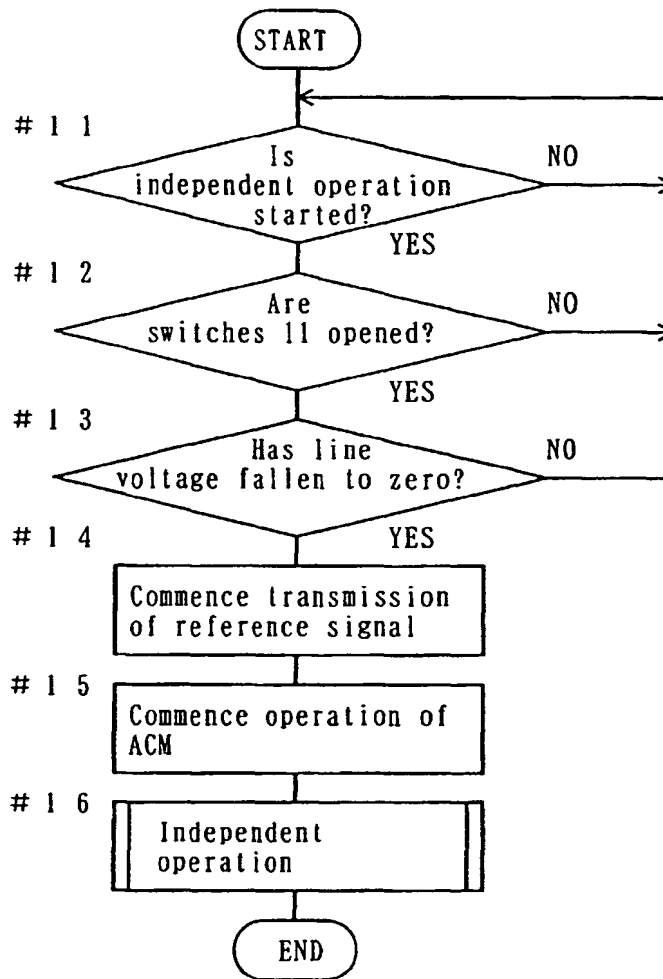 START
# 1 1
Is
independent operation
started?
NO
YES
# 1 2
Are
switches 11 opened?
NO
YES
# 1 3
Has line
voltage fallen to zero?
NO
YES
# 1 4
Commence transmission
of reference signal
# 1 5
Commence operation of
ACM
# 1 6
Independent
operation
END